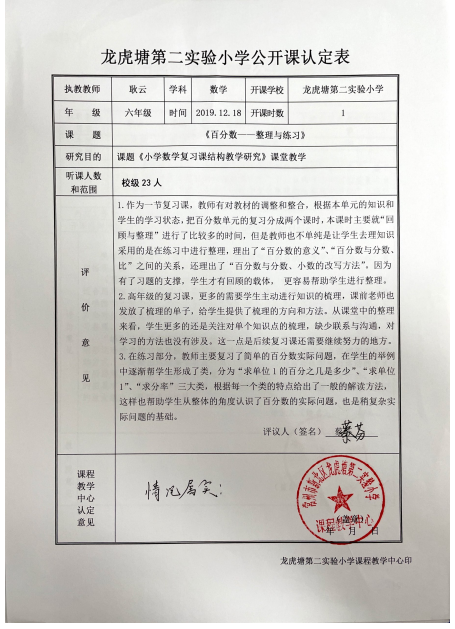 龙虎塘第二实验小学公开课认定表
执教教师 耿云 学科 数学 开课学校 龙虎塘第二实验小学
年 级 六年级 时间 2019.12.18 开课时数 1
课 题 《百分数——整理与练习》
研究目的 课题《小学数学复习课结构教学研究》课堂教学
听课人数
和范围
校级23人
评价意见
1.作为一节复习课，教师有对教材的调整和整合，根据本单元的知识和
学生的学习状态，把百分数单元的复习分成两个课时，本课时主要就“回
顾与整理”进行了比较多的时间，但是教师也不单纯是让学生去理知识
采用的是在练习中进行整理，理出了“百分数的意义”、“百分数与分数、
比”之间的关系，还理出了“百分数与分数、小数的改写方法”。因为
有了习题的支撑，学生才有回顾的载体， 更容易帮助学生进行整理。
2.高年级的复习课，更多的需要学生主动进行知识的梳理，课前老师也
发放了梳理的单子，给学生提供了梳理的方向和方法。从课堂中的整理
来看，学生更多的还是关注对单个知识点的梳理，缺少联系与沟通，对
学习的方法也没有涉及。这一点是后续复习课还需要继续努力的地方。
3.在练习部分，教师主要复习了简单的百分数实际问题，在学生的举例
中逐渐帮学生形成了类，分为“求单位1的百分之几是多少”、“求单位
1”、“求分率”三大类，根据每一个类的特点给出了一般的解读方法，
这样也帮助学生从整体的角度认识了百分数的实际问题，也是稍复杂实
际问题的基础。
评议人（签名）
课程
教学
中心
认定
意见
情况属实：
常州市新北区龙虎塘第二实验小学
课程教学中心
年 月 日
龙虎塘第二实验小学课程教学中心印